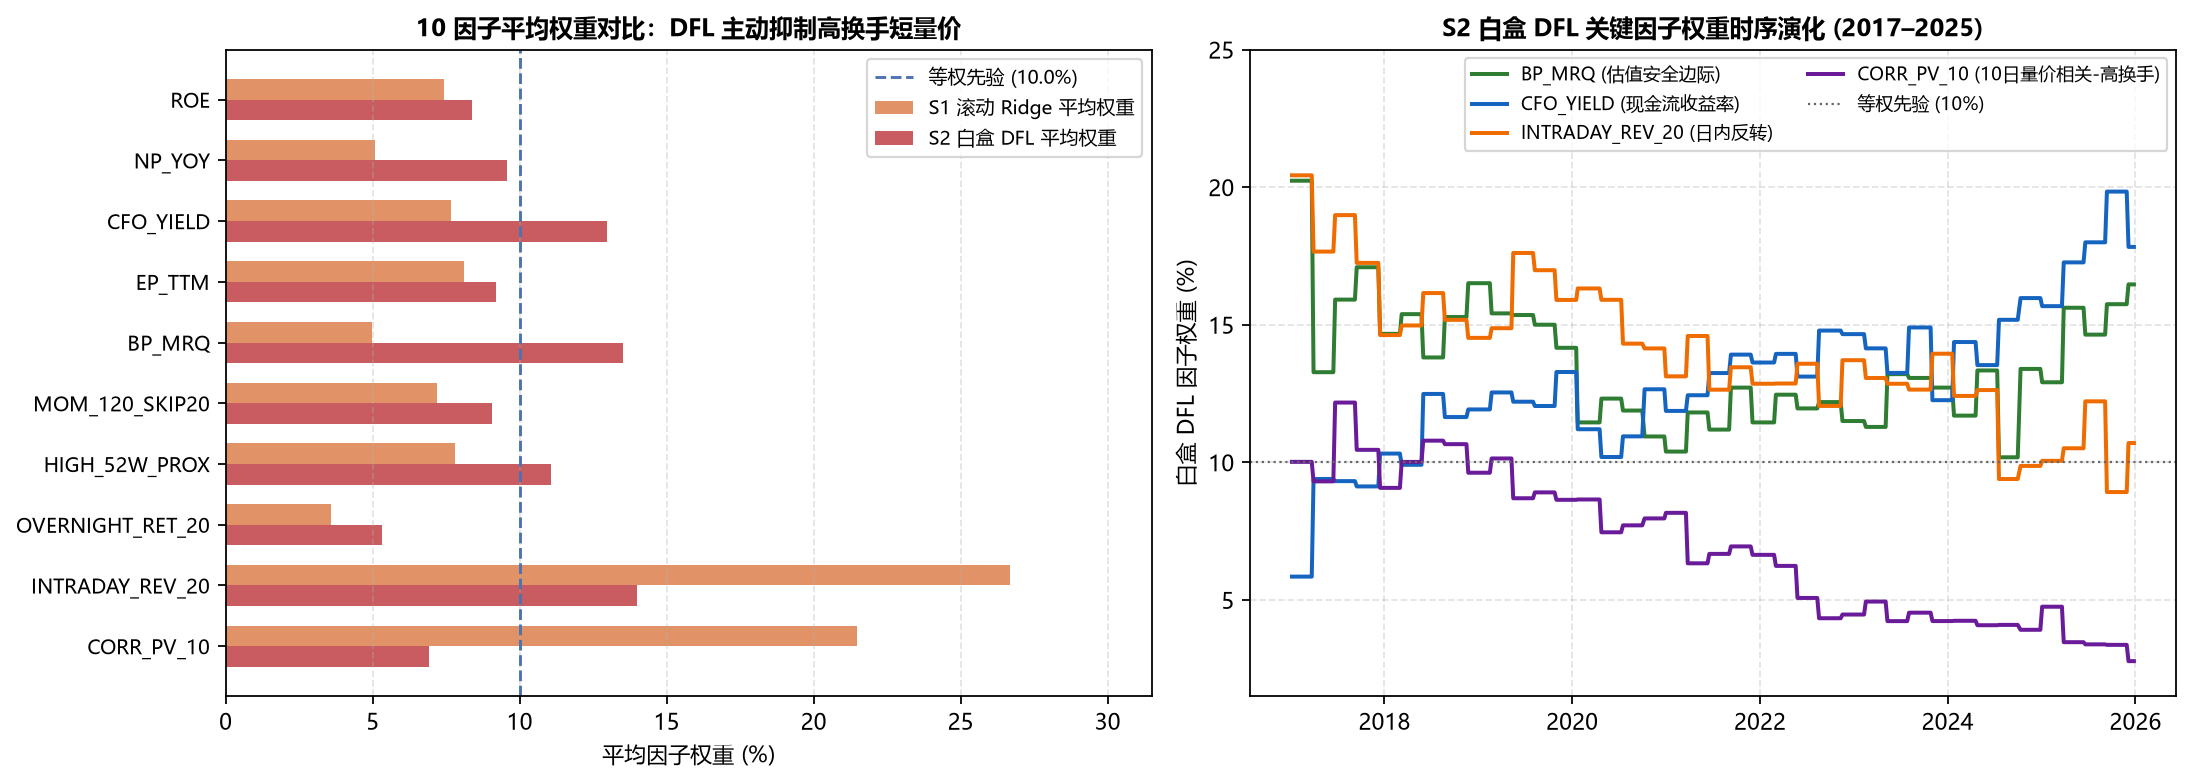 10 因子平均权重对比：DFL 主动抑制高换手短量价
等权先验 (10.0%)
S1 滚动 Ridge 平均权重
S2 白盒 DFL 平均权重
ROE
NP_YOY
CFO_YIELD
EP_TTM
BP_MRQ
MOM_120_SKIP20
HIGH_52W_PROX
OVERNIGHT_RET_20
INTRADAY_REV_20
CORR_PV_10
0 5 10 15 20 25 30
平均因子权重 (%)
S2 白盒 DFL 关键因子权重时序演化 (2017–2025)
BP_MRQ (估值安全边际)
CFO_YIELD (现金流收益率)
INTRADAY_REV_20 (日内反转)
CORR_PV_10 (10日量价相关-高换手)
等权先验 (10%)
白盒 DFL 因子权重 (%)
25
20
15
10
5
2018 2020 2022 2024 2026